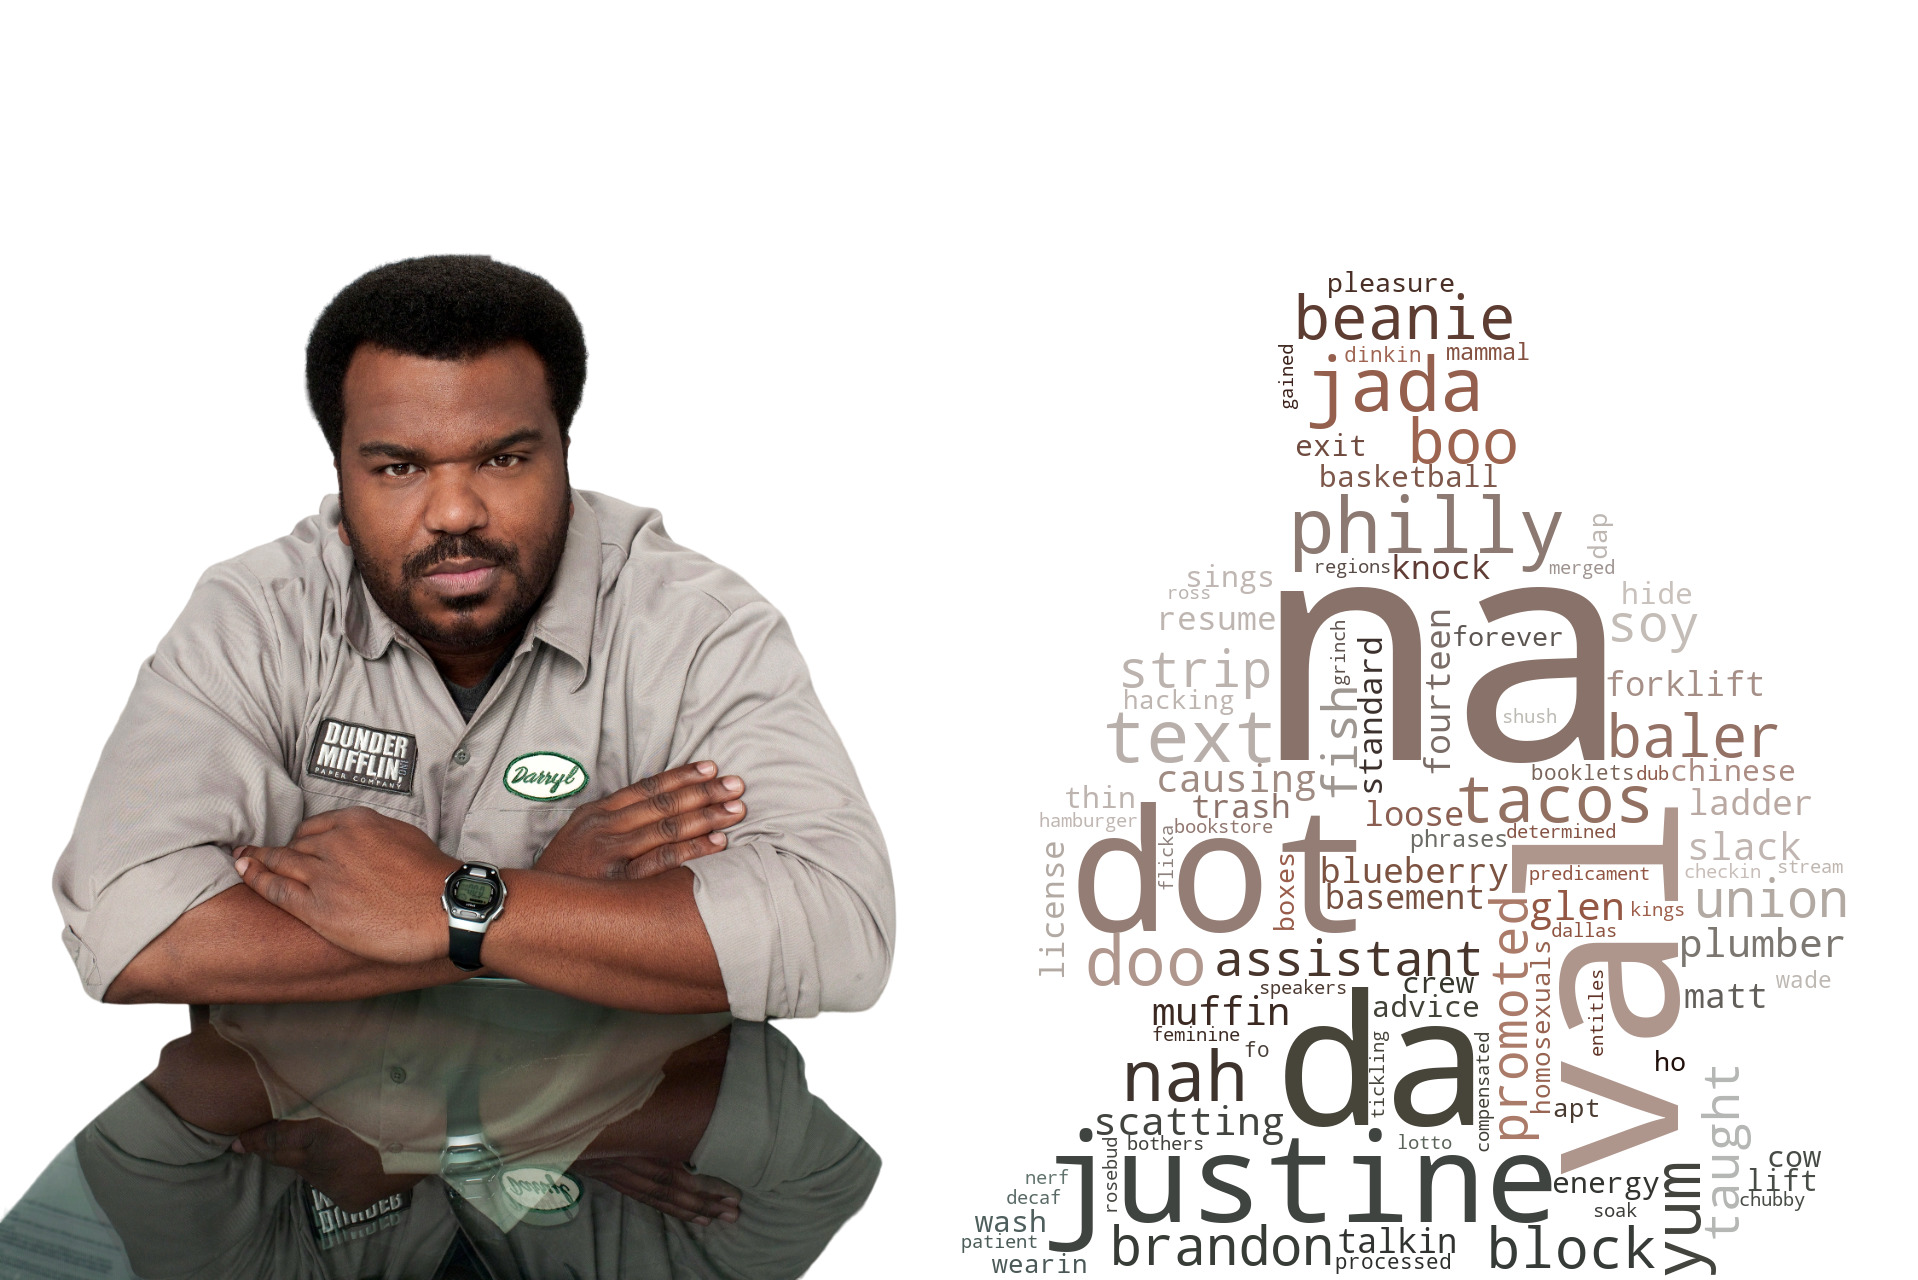 DUNDER
MIFFLIN, INC
PAPER COMPANY
Darryl
pleasure
beanie
dinkin
mammal
gained
jada
exit
boo
basketball
philly
dap
regions
knock
merged
sings
ross
resume
na
hide
soy
grinch
standard
fourteen
forever
strip
hacking
text
fish
shush
forklift
baler
causing
booklets
dub
chinese
thin
trash
loose
tacos
ladder
hamburger
dot
flicka
bookstore
phrases
determined
slack
license
boxes
blueberry
basement
val
predicament
checkin
stream
promoted
glen
kings
union
dallas
doo
assistant
homosexuals
plumber
speakers
crew
entitles
matt
wade
muffin
advice
feminine
fo
da
tickling
compensated
ho
nah
apt
taught
scatting
bothers
lotto
rosebud
justine
nerf
decaf
energy
yum
cow
lift
chubby
wash
soak
patient
brandon
talkin
block
wearin
processed
Darryl